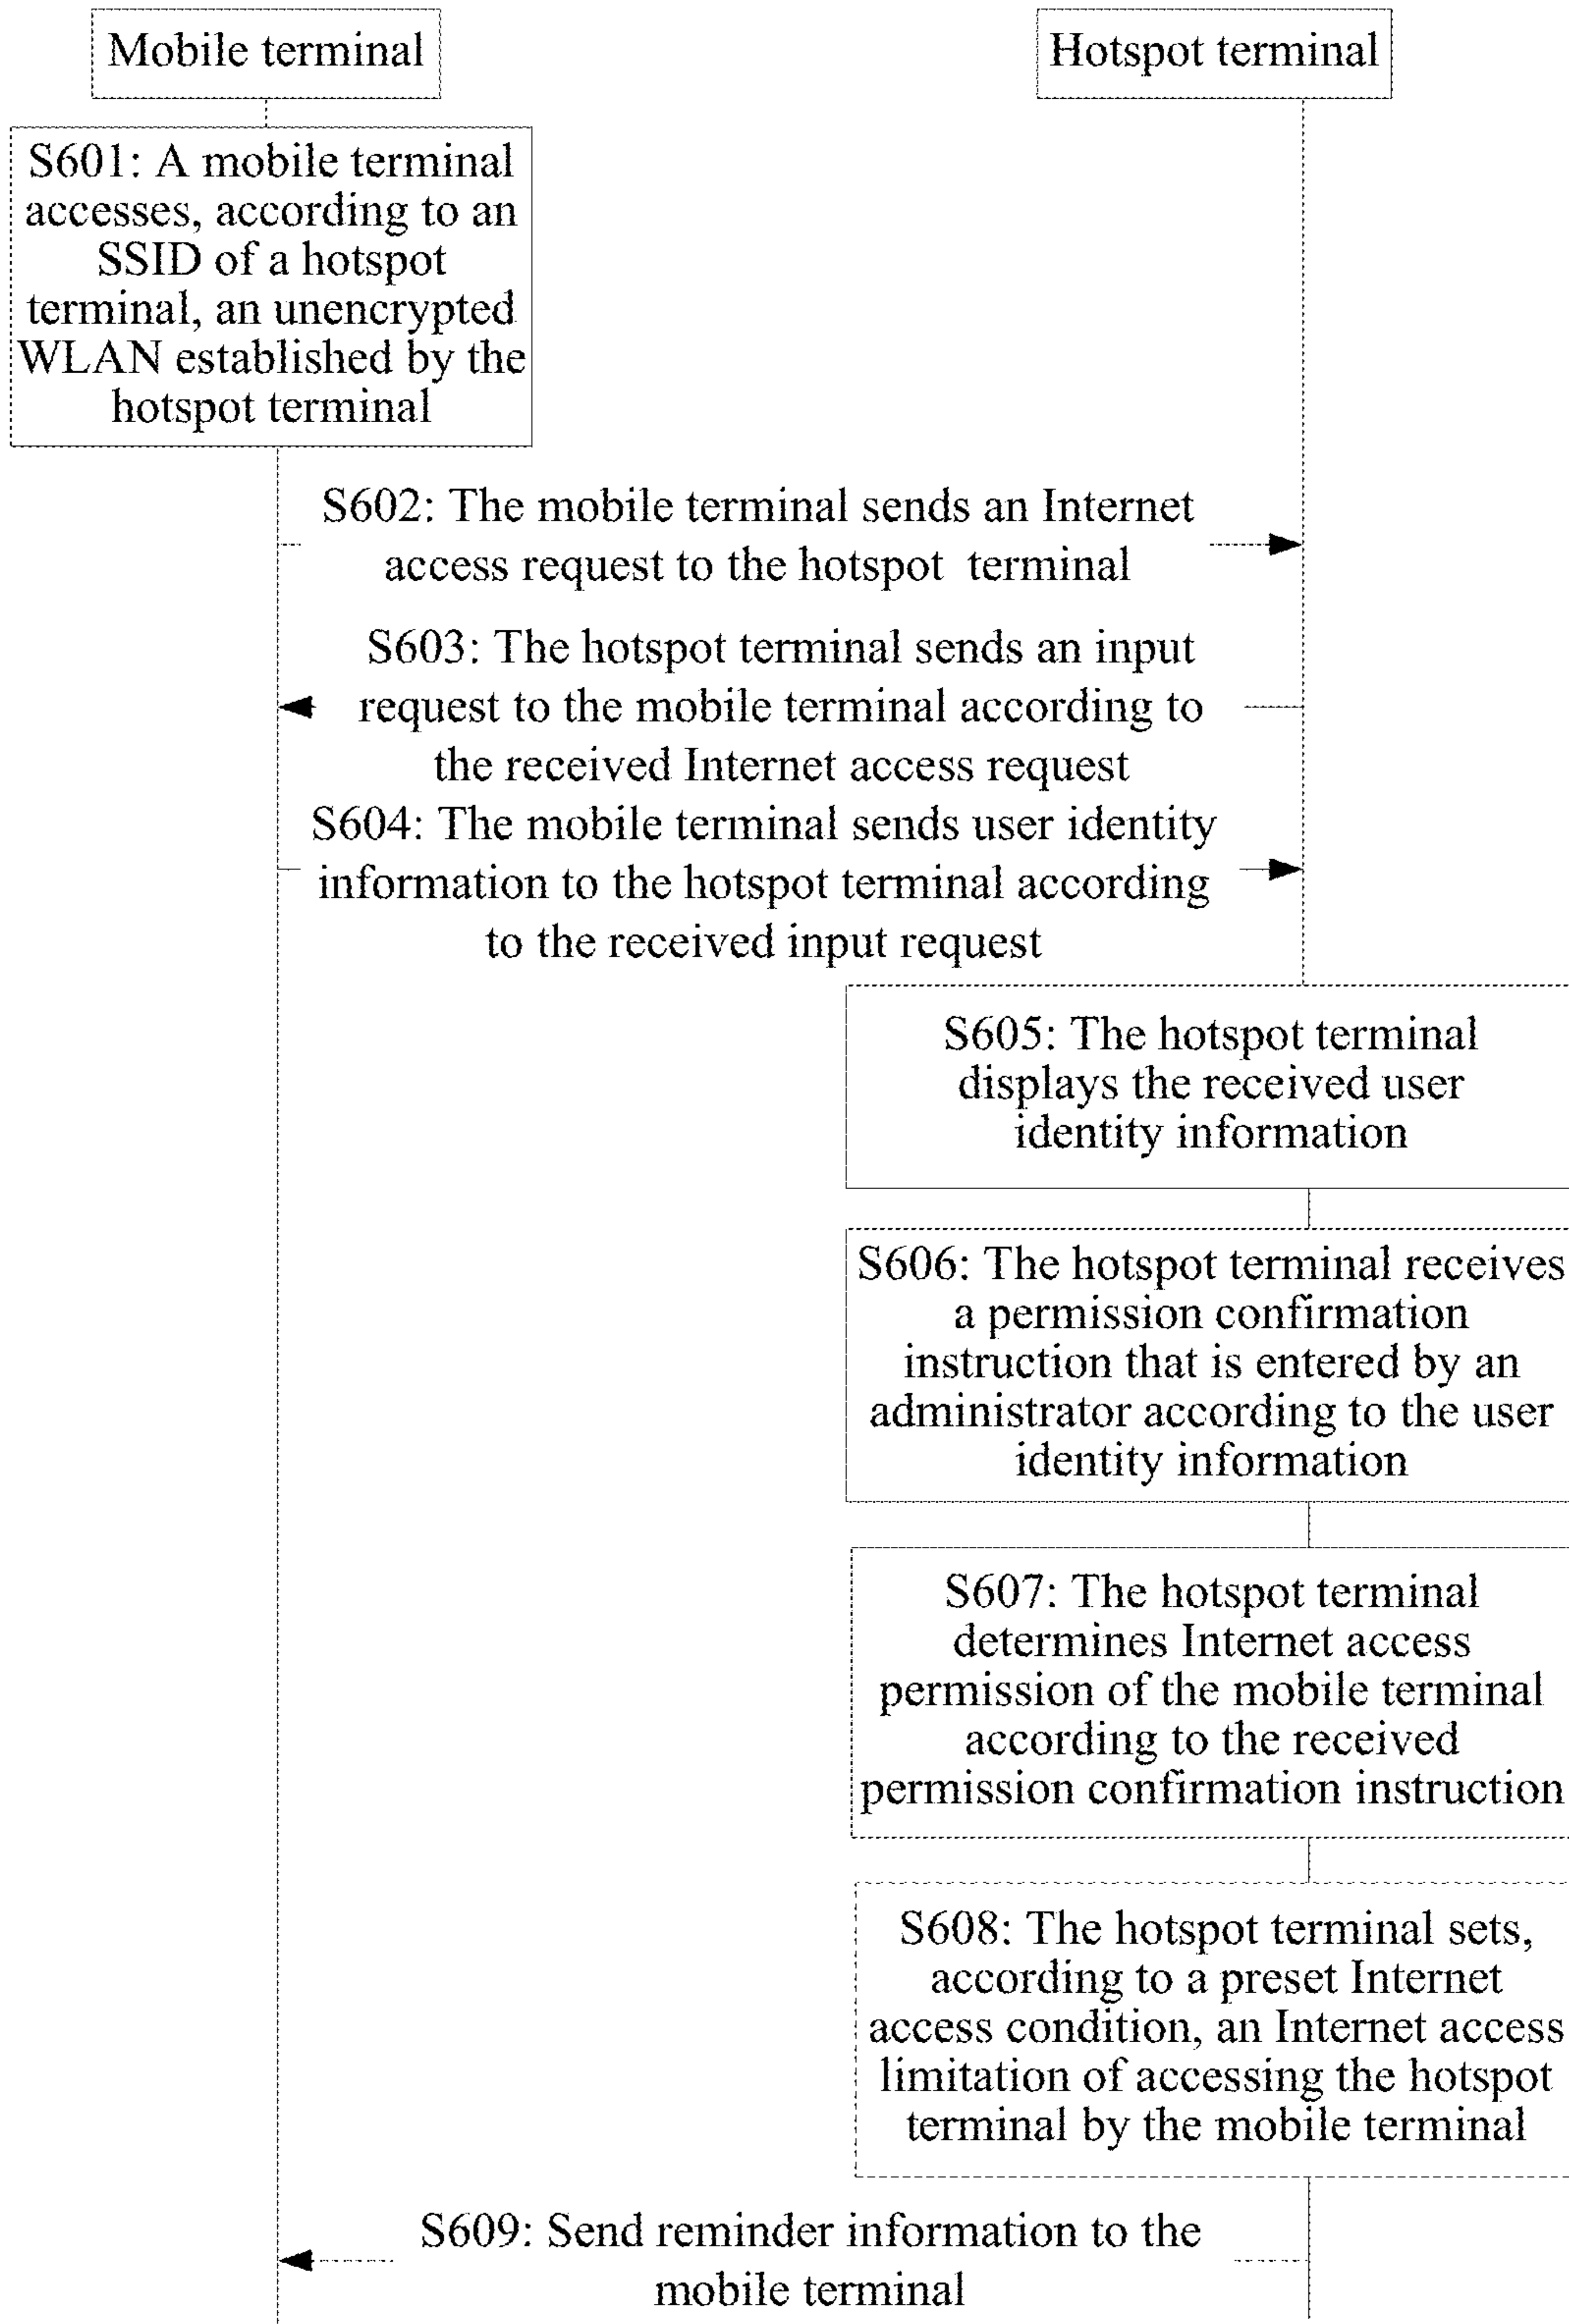 Mobile terminal
Hotspot terminal
S601: A mobile terminal
accesses, according to an
SSID of a hotspot
terminal, an unencrypted
WLAN established by the
hotspot terminal
S602: The mobile terminal sends an Internet
access request to the hotspot terminal
S603: The hotspot terminal sends an input
request to the mobile terminal according to
the received Internet access request
S604: The mobile terminal sends user identity
information to the hotspot terminal according
to the received input request
S605: The hotspot terminal
displays the received user
identity information
S606: The hotspot terminal receives
a permission confirmation
instruction that is entered by an
administrator according to the user
identity information
S607: The hotspot terminal
determines Internet access
permission of the mobile terminal
according to the received
permission confirmation instruction
S608: The hotspot terminal sets,
according to a preset Internet
access condition, an Internet access
limitation of accessing the hotspot
terminal by the mobile terminal
S609: Send reminder information to the
mobile terminal